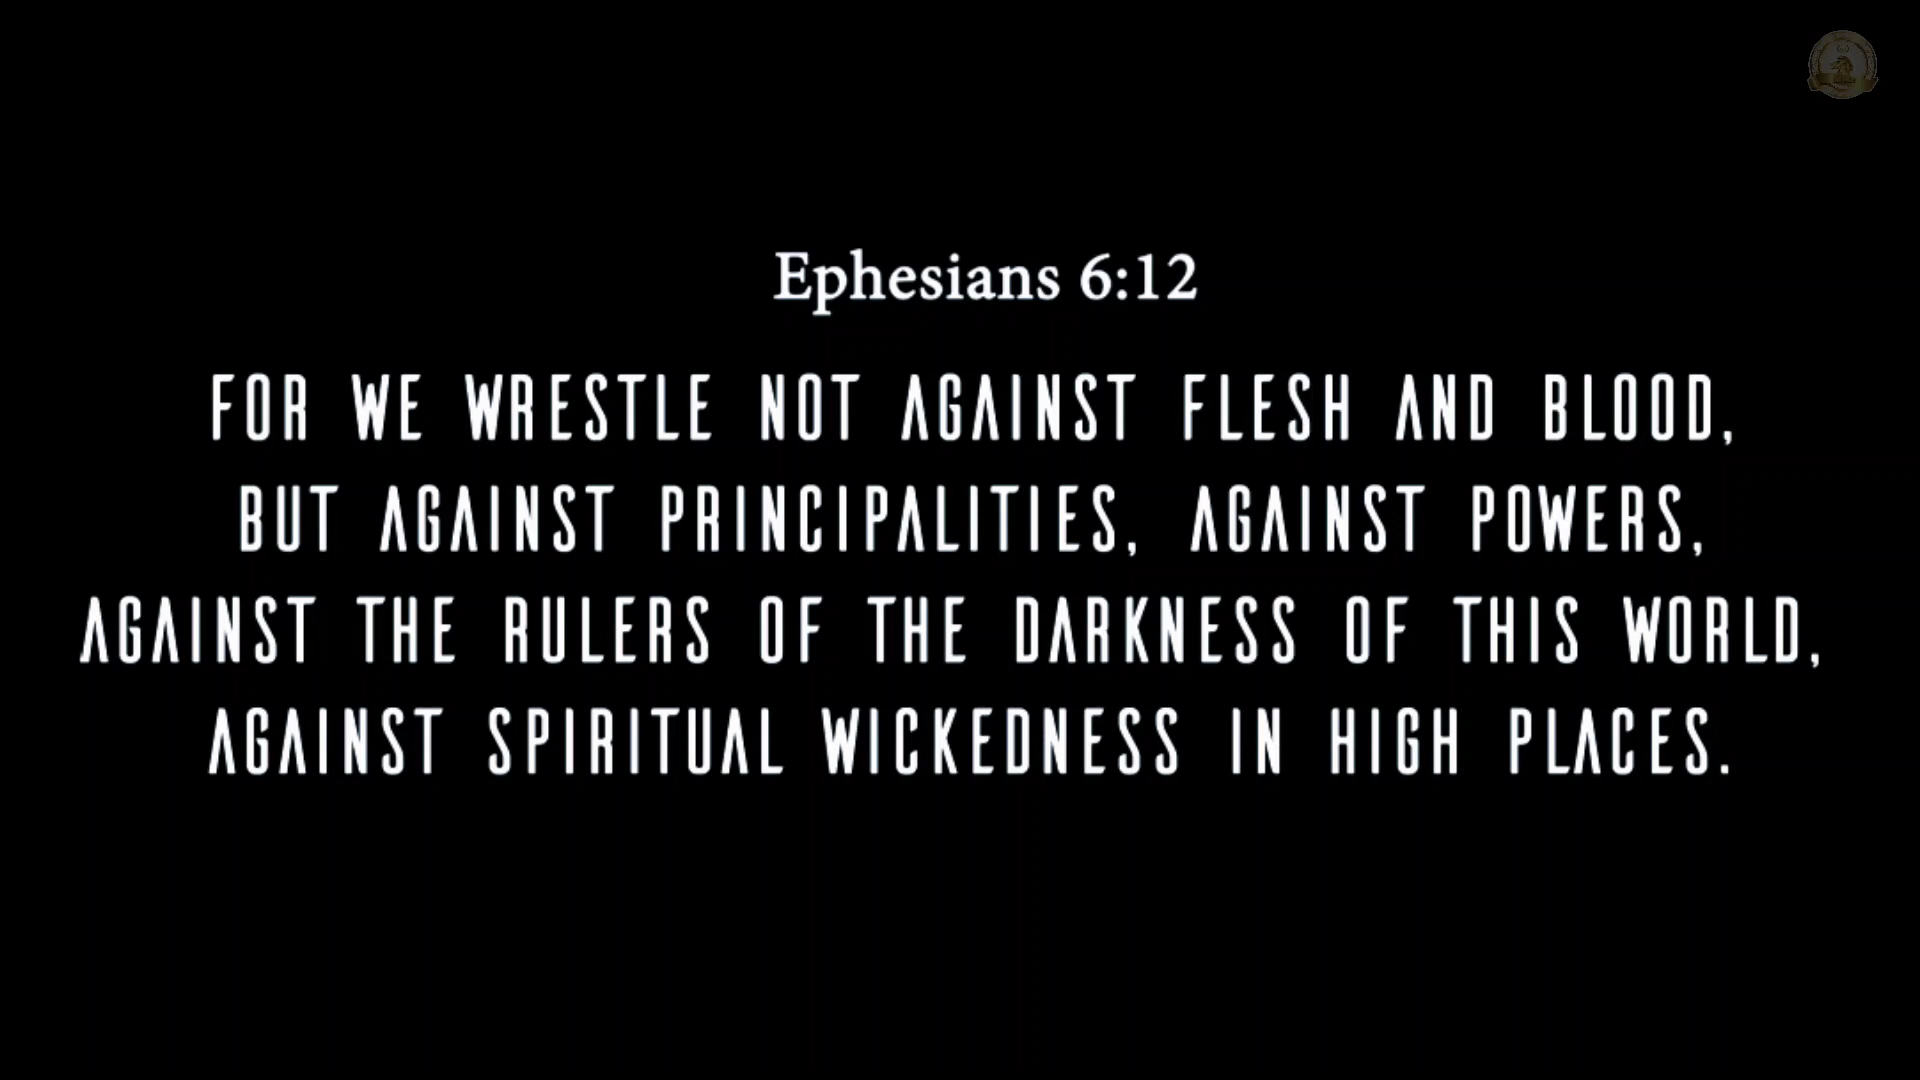 Ephesians 6:12
FOR WE WRESTLE NOT AGAINST FLESH AND BLOOD,
BUT AGAINST PRINCIPALITIES, AGAINST POWERS,
AGAINST THE RULERS OF THE DARKNESS OF THIS WORLD,
AGAINST SPIRITUAL WICKEDNESS IN HIGH PLACES.